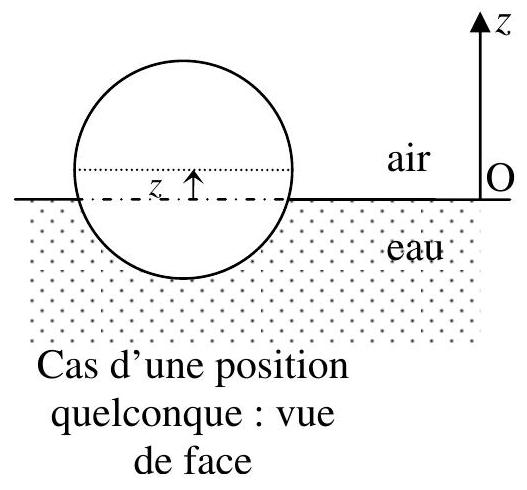 z
air
O
z
eau
Cas d’une position
quelconque : vue
de face